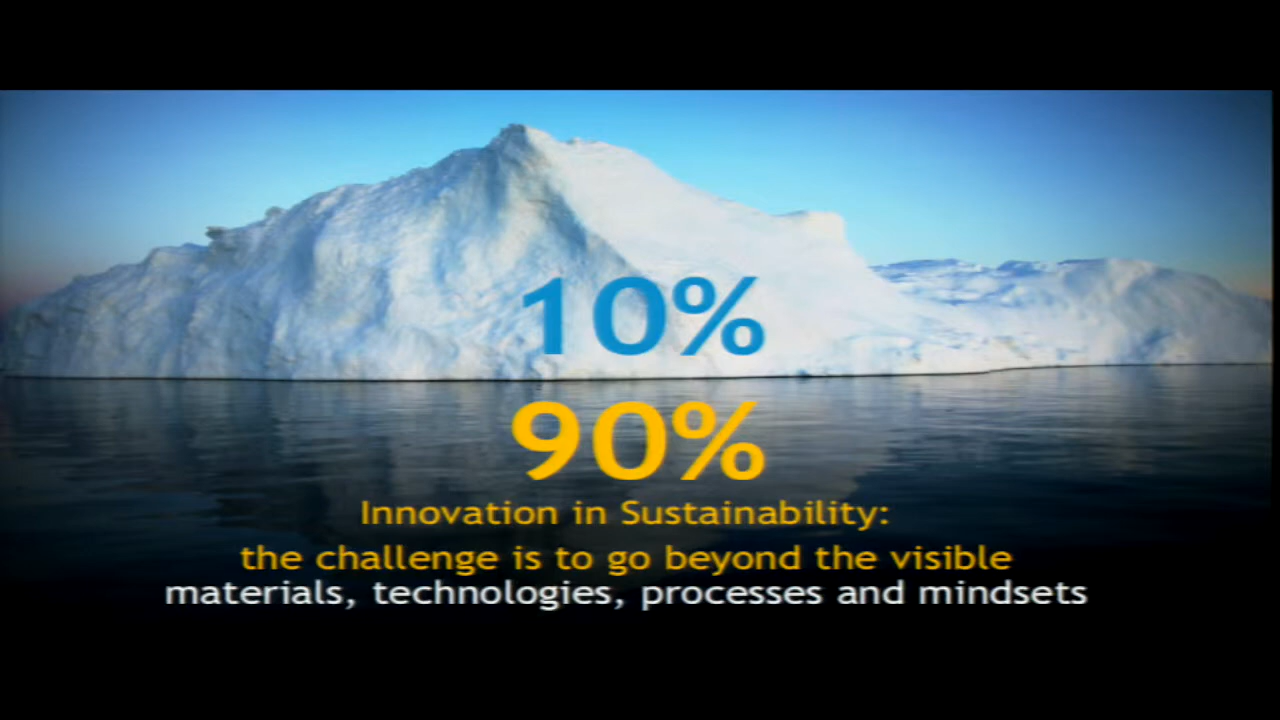 10%
90%
Innovation in Sustainability:
the challenge is to go beyond the visible
materials, technologies, processes and mindsets